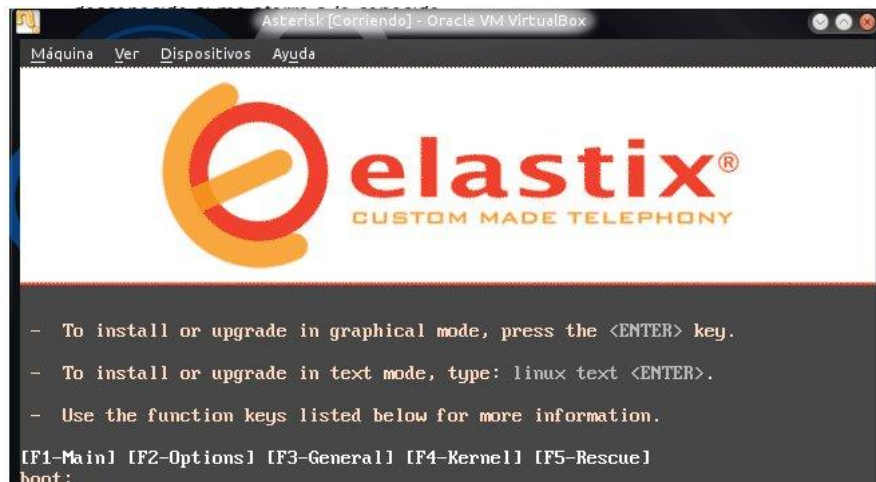 Asterisk [Corriendo] - Oracle VM VirtualBox
Máquina Ver Dispositivos Ayuda
elastix®
CUSTOM MADE TELEPHONY
- To install or upgrade in graphical mode, press the <ENTER> key.
- To install or upgrade in text mode, type: linux text <ENTER>.
- Use the function keys listed below for more information.
[F1-Main] [F2-Options] [F3-General] [F4-Kernel] [F5-Rescue]
boot: